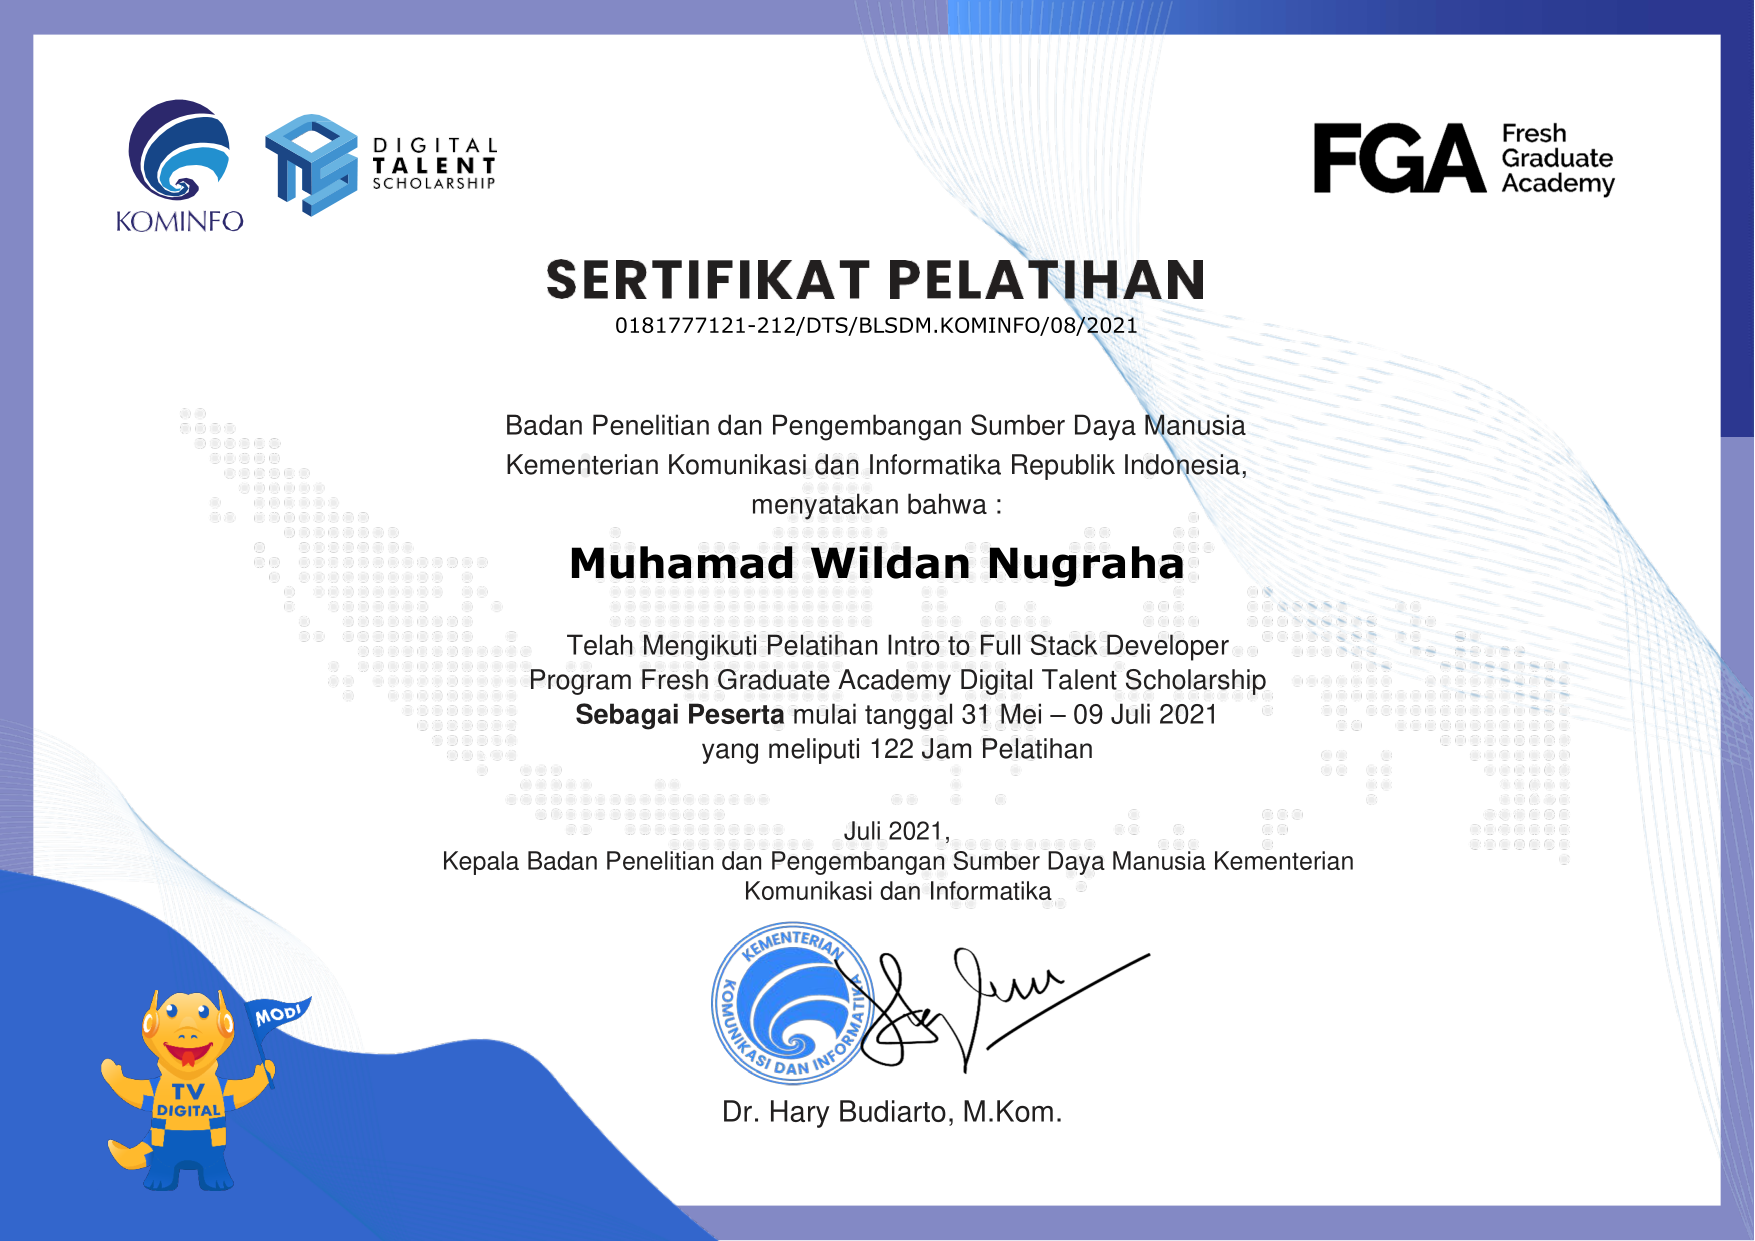 KOMINFO
DIGITAL
TALENT
SCHOLARSHIP
FGA
Fresh
Graduate
Academy
SERTIFIKAT PELATIHAN
0181777121-212/DTS/BLSDM.KOMINFO/08/2021
Badan Penelitian dan Pengembangan Sumber Daya Manusia
Kementerian Komunikasi dan Informatika Republik Indonesia,
menyatakan bahwa :
Muhamad Wildan Nugraha
Telah Mengikuti Pelatihan Intro to Full Stack Developer
Program Fresh Graduate Academy Digital Talent Scholarship
Sebagai Peserta mulai tanggal 31 Mei – 09 Juli 2021
yang meliputi 122 Jam Pelatihan
Juli 2021,
Kepala Badan Penelitian dan Pengembangan Sumber Daya Manusia Kementerian
Komunikasi dan Informatika
KEMENTERIAN
KOMUNIKASI DAN INFORMATIKA
Dr. Hary Budiarto, M.Kom.
MODI
TV
DIGITAL